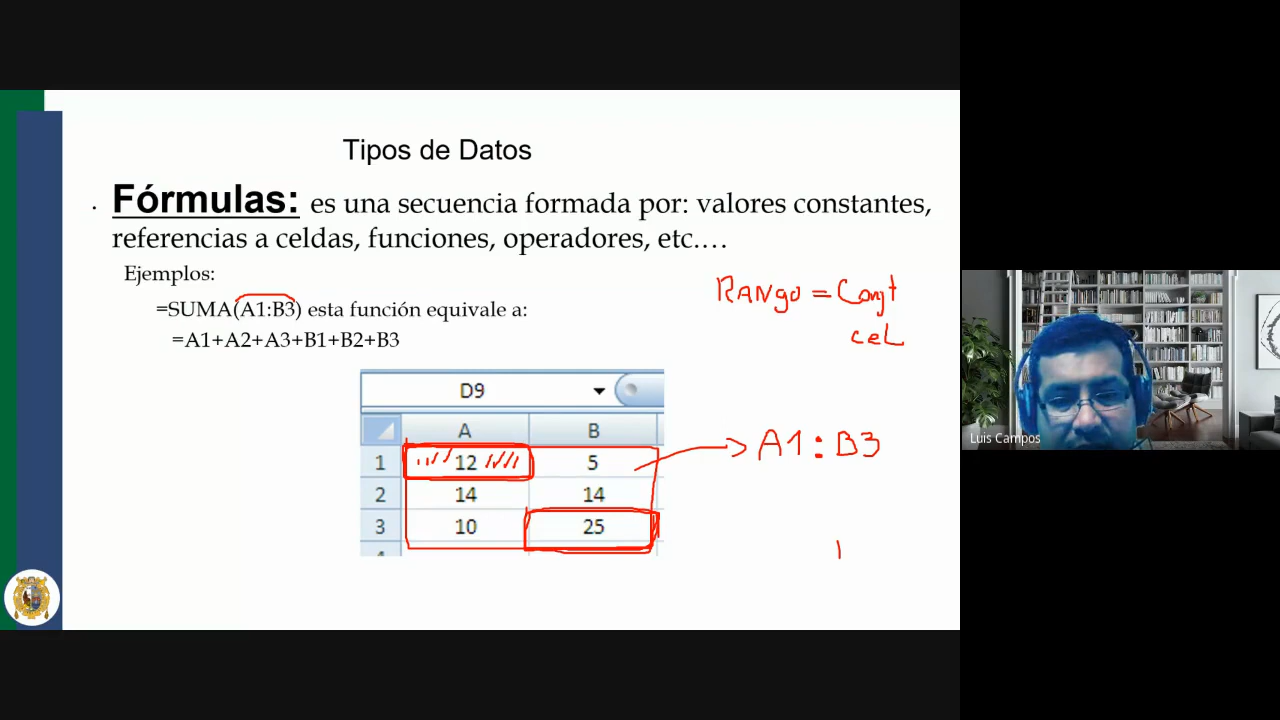 Tipos de Datos
. Fórmulas: es una secuencia formada por: valores constantes,
referencias a celdas, funciones, operadores, etc.…
Ejemplos:
=SUMA(A1:B3) esta función equivale a:
=A1+A2+A3+B1+B2+B3
RANgO = Conjt
ceL
D9
A B
1 12 5
A1:B3
2 14 14
3 10 25
4
Luis Campos